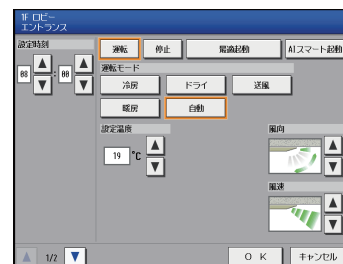 1F ロビー
エントランス
設定時刻
運転 停止 最適起動 AIスマート起動
08 : 00
運転モード
冷房 ドライ 送風
暖房 自動
設定温度 風向
19 ℃
風速
1/2 O K キャンセル